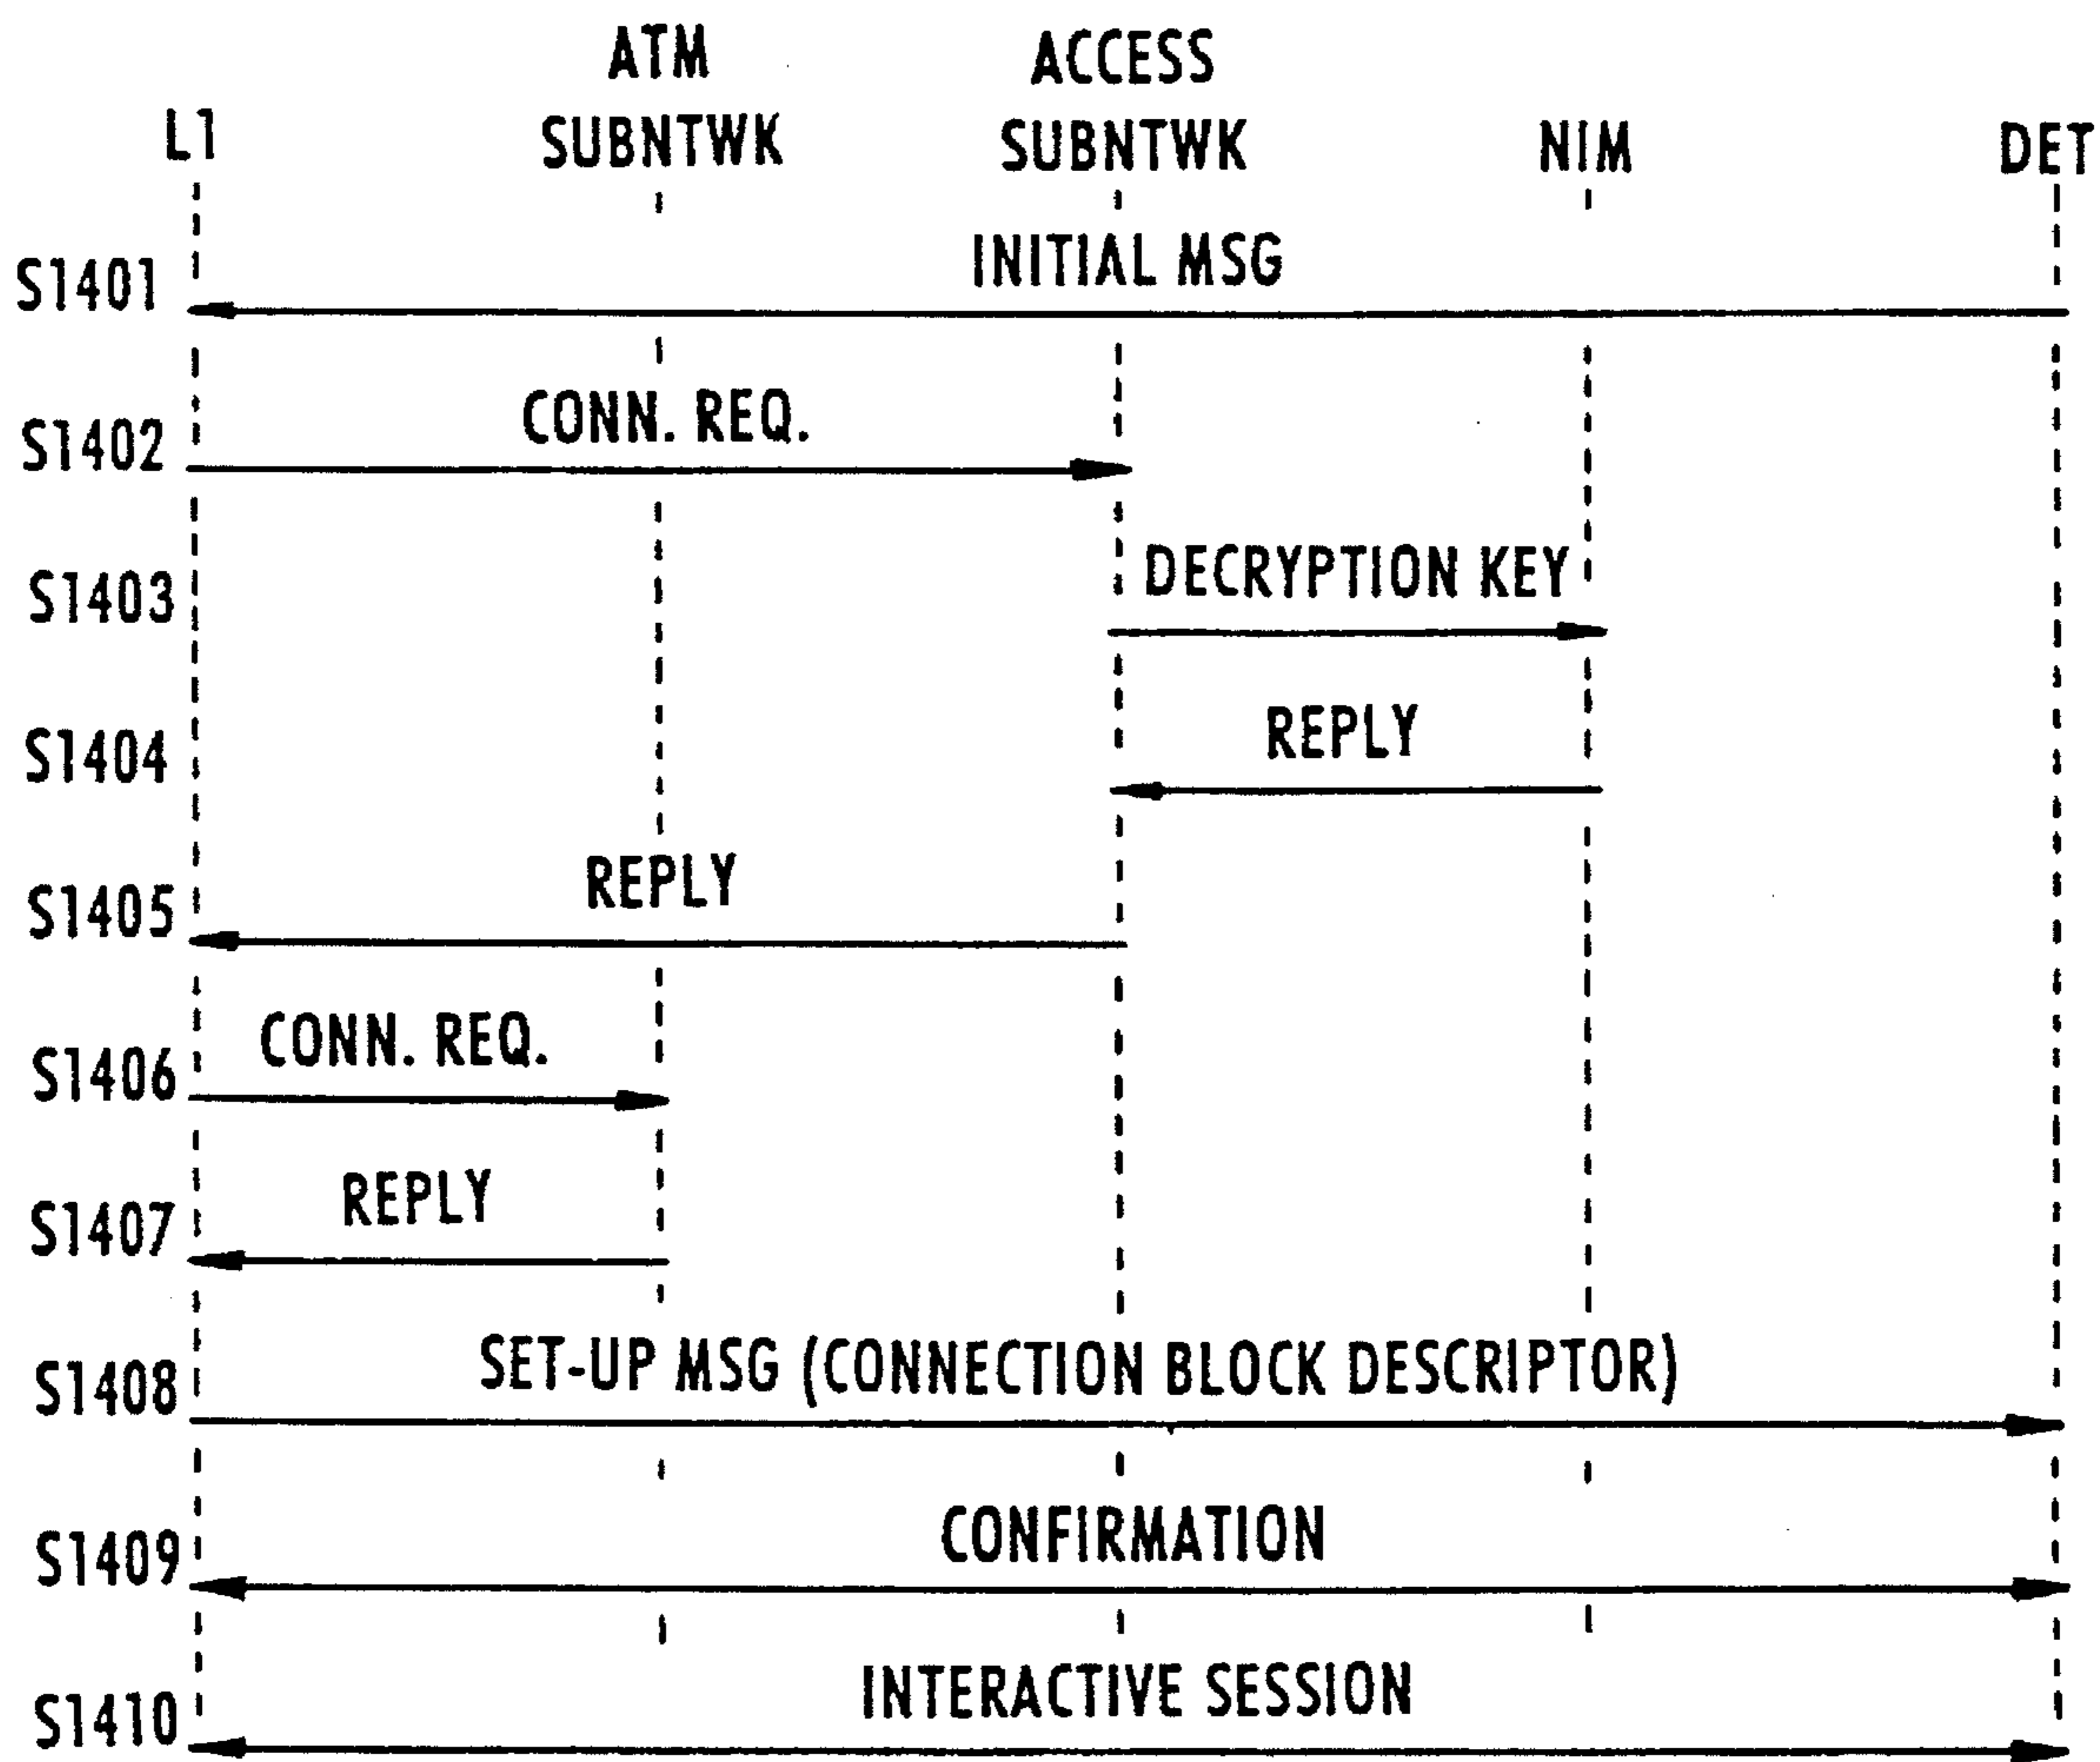 L1
ATM
SUBNTWK
ACCESS
SUBNTWK
NIM
DET
S1401
INITIAL MSG
S1402
CONN. REQ.
S1403
DECRYPTION KEY
S1404
REPLY
S1405
REPLY
S1406
CONN. REQ.
S1407
REPLY
S1408
SET-UP MSG (CONNECTION BLOCK DESCRIPTOR)
S1409
CONFIRMATION
S1410
INTERACTIVE SESSION